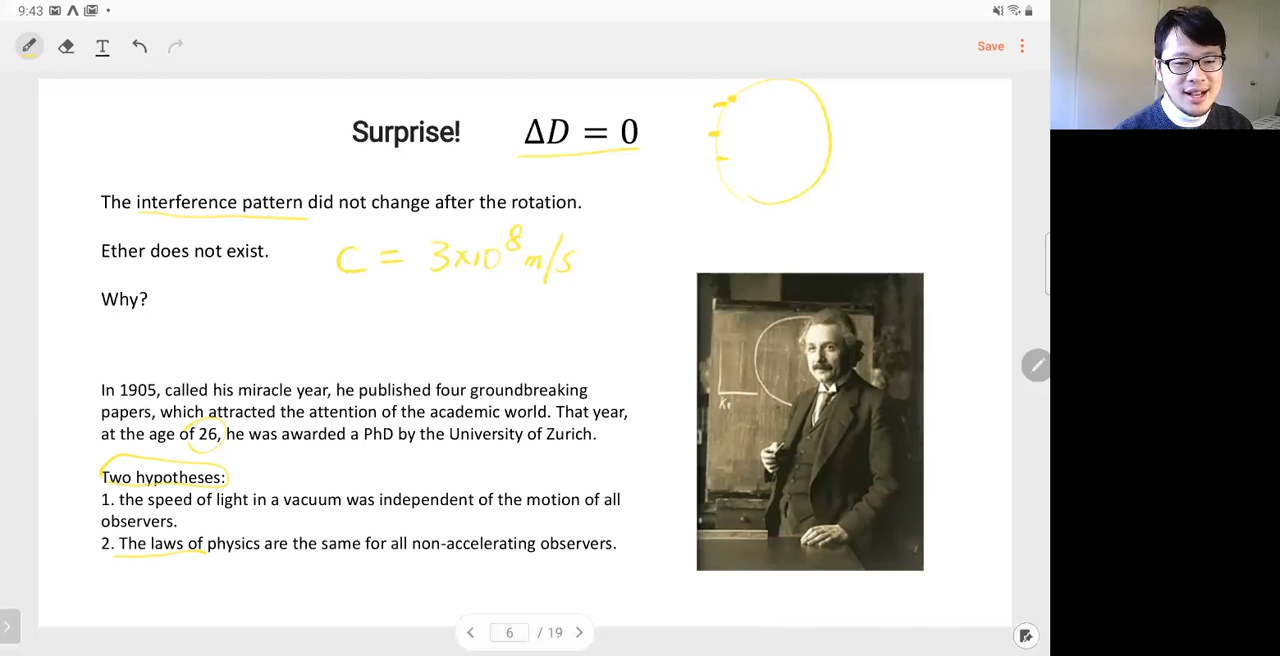 9:43
Save
Surprise! ΔD = 0
The interference pattern did not change after the rotation.
Ether does not exist.
C = 3×10⁸ m/s
Why?
In 1905, called his miracle year, he published four groundbreaking
papers, which attracted the attention of the academic world. That year,
at the age of 26, he was awarded a PhD by the University of Zurich.
Two hypotheses:
1. the speed of light in a vacuum was independent of the motion of all
observers.
2. The laws of physics are the same for all non-accelerating observers.
6 / 19